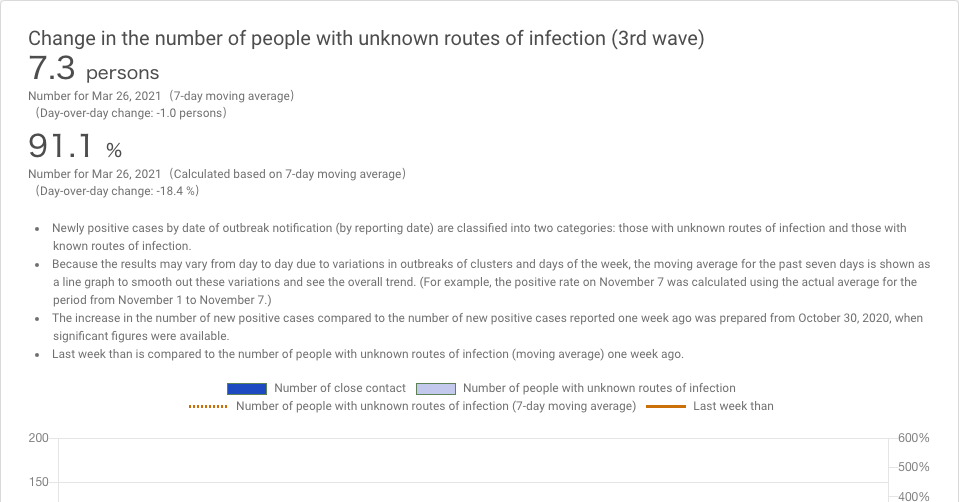 Change in the number of people with unknown routes of infection (3rd wave)
7.3 persons
Number for Mar 26, 2021（7-day moving average）
（Day-over-day change: -1.0 persons）
91.1 %
Number for Mar 26, 2021（Calculated based on 7-day moving average）
（Day-over-day change: -18.4 %）
• Newly positive cases by date of outbreak notification (by reporting date) are classified into two categories: those with unknown routes of infection and those with
known routes of infection.
• Because the results may vary from day to day due to variations in outbreaks of clusters and days of the week, the moving average for the past seven days is shown as
a line graph to smooth out these variations and see the overall trend. (For example, the positive rate on November 7 was calculated using the actual average for the
period from November 1 to November 7.)
• The increase in the number of new positive cases compared to the number of new positive cases reported one week ago was prepared from October 30, 2020, when
significant figures were available.
• Last week than is compared to the number of people with unknown routes of infection (moving average) one week ago.
Number of close contact Number of people with unknown routes of infection
Number of people with unknown routes of infection (7-day moving average) Last week than
200 600%
500%
150
400%